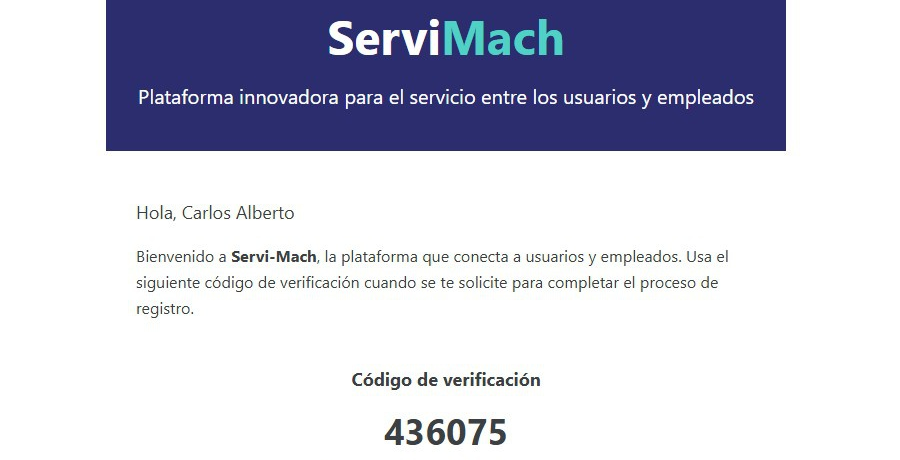 ServiMach
Plataforma innovadora para el servicio entre los usuarios y empleados
Hola, Carlos Alberto
Bienvenido a Servi-Mach, la plataforma que conecta a usuarios y empleados. Usa el
siguiente código de verificación cuando se te solicite para completar el proceso de
registro.
Código de verificación
436075